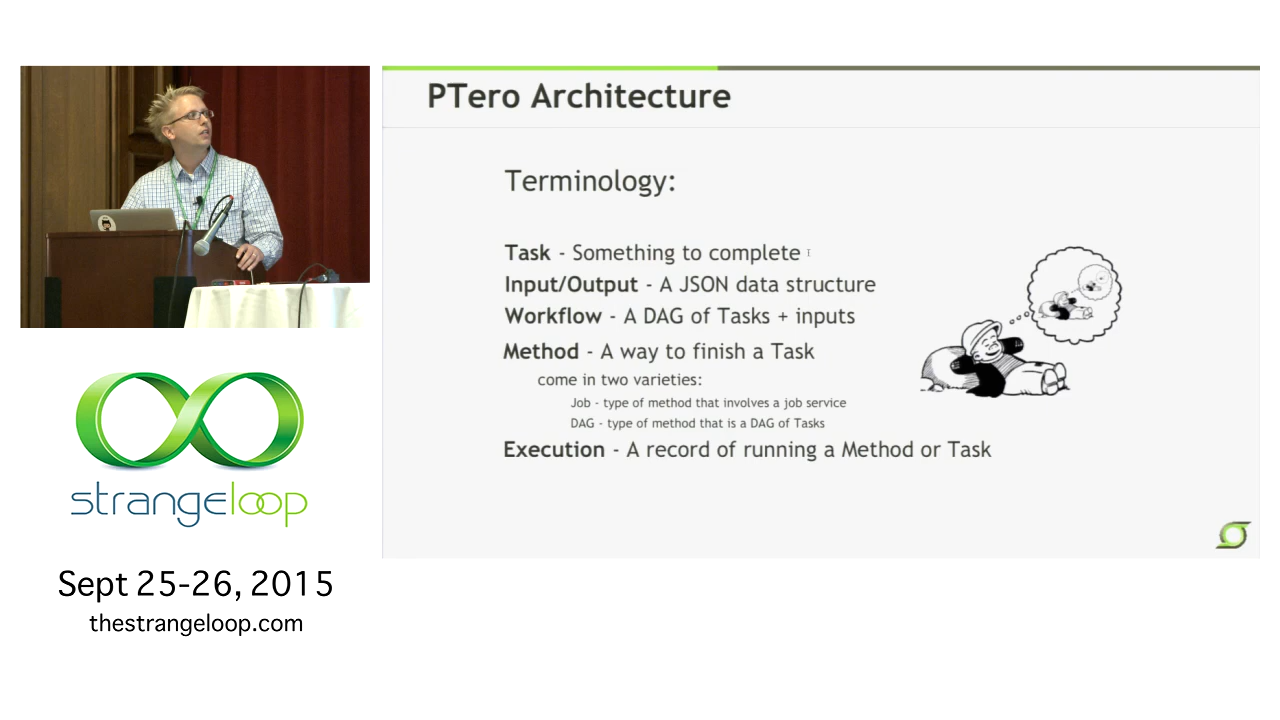 PTero Architecture
Terminology:
Task - Something to complete
Input/Output - A JSON data structure
Workflow - A DAG of Tasks + inputs
Method - A way to finish a Task
come in two varieties:
Job - type of method that involves a job service
DAG - type of method that is a DAG of Tasks
Execution - A record of running a Method or Task
strangeloop
Sept 25-26, 2015
thestrangeloop.com